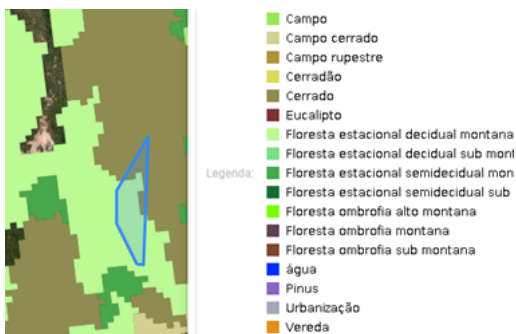 Campo
Campo cerrado
Campo rupestre
Cerradão
Cerrado
Eucalipto
Floresta estacional decidual montana
Floresta estacional decidual sub mont
Legenda:
Floresta estacional semidecidual mon
Floresta estacional semidecidual sub
Floresta ombrofia alto montana
Floresta ombrofia montana
Floresta ombrofia sub montana
água
Pinus
Urbanização
Vereda